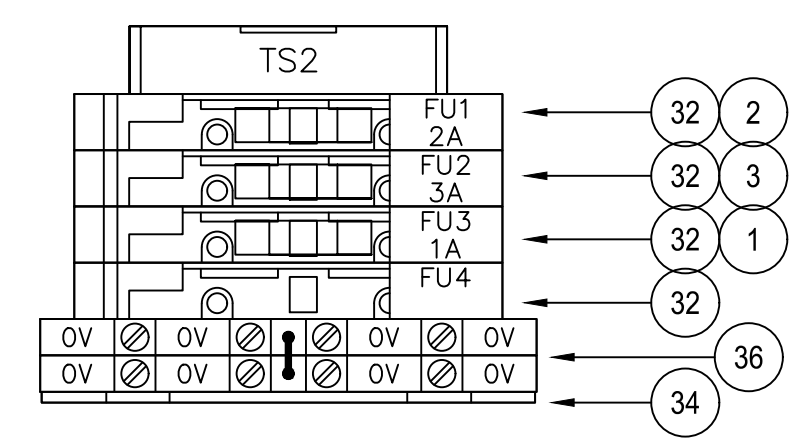 TS2
FU1 32 2
2A
FU2 32 3
3A
FU3 32 1
1A
FU4 32
0V 0V 0V 0V
36
0V 0V 0V 0V
34